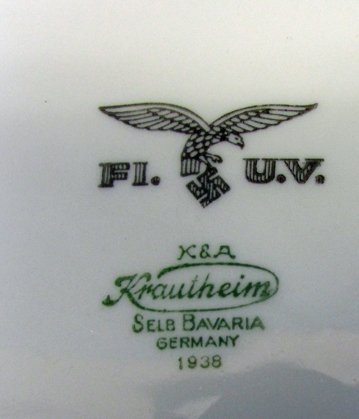 Fl. U.V.
K&A
Krautheim
SELB BAVARIA
GERMANY
1938